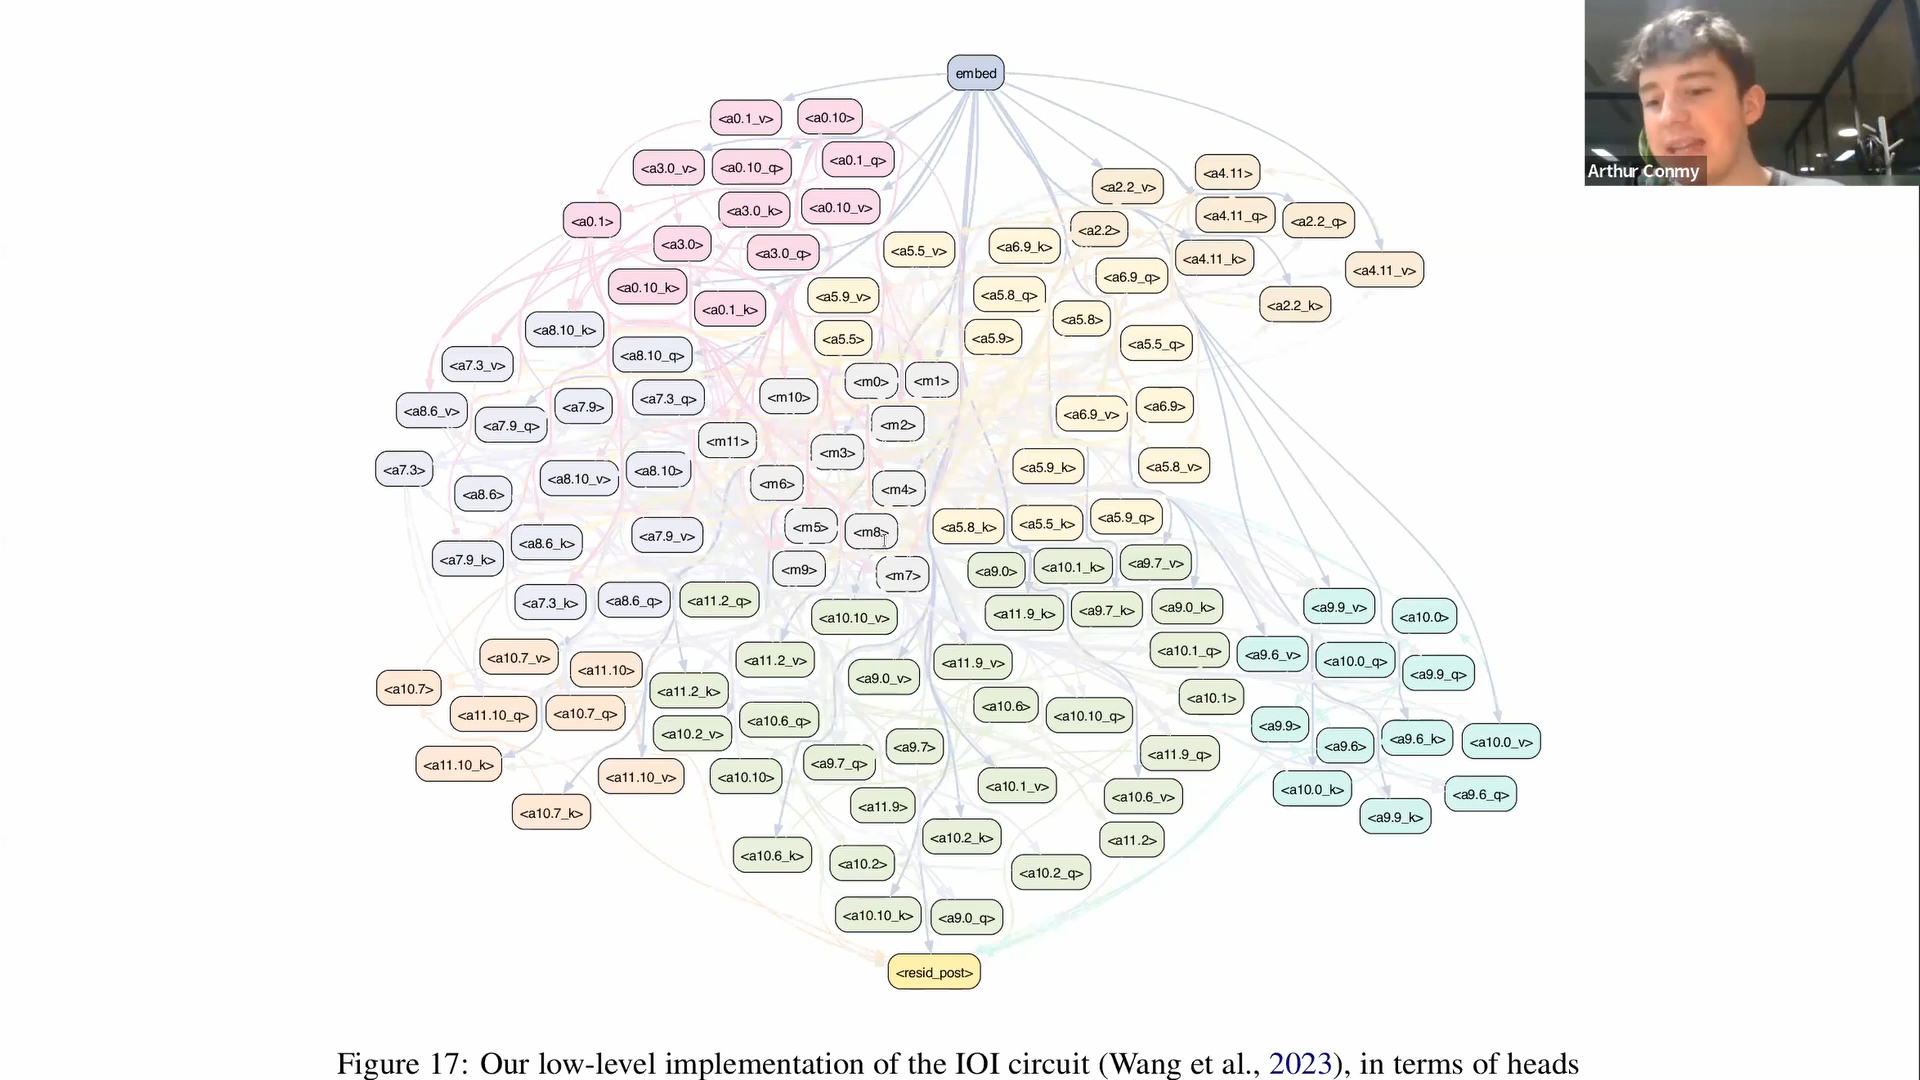 embed
<a0.1_v>
<a0.10>
<a3.0_v>
<a0.10_q>
<a0.1_q>
<a2.2_v>
<a4.11>
Arthur Conmy
<a0.1>
<a3.0_k>
<a0.10_v>
<a2.2>
<a4.11_q>
<a2.2_q>
<a3.0>
<a3.0_q>
<a5.5_v>
<a6.9_k>
<a4.11_k>
<a4.11_v>
<a0.10_k>
<a0.1_k>
<a5.9_v>
<a5.8_q>
<a6.9_q>
<a2.2_k>
<a8.10_k>
<a5.5>
<a5.9>
<a5.8>
<a5.5_q>
<a7.3_v>
<a8.10_q>
<m0>
<m1>
<a8.6_v>
<a7.9_q>
<a7.9>
<a7.3_q>
<m10>
<m2>
<a6.9_v>
<a6.9>
<m11>
<m3>
<a7.3>
<a8.6>
<a8.10_v>
<a8.10>
<m6>
<m4>
<a5.9_k>
<a5.8_v>
<m5>
<m8>
<a5.8_k>
<a5.5_k>
<a5.9_q>
<a7.9_k>
<a8.6_k>
<a7.9_v>
<m9>
<m7>
<a9.0>
<a10.1_k>
<a9.7_v>
<a7.3_k>
<a8.6_q>
<a11.2_q>
<a10.10_v>
<a11.9_k>
<a9.7_k>
<a9.0_k>
<a9.9_v>
<a10.0>
<a10.7_v>
<a11.10>
<a11.2_v>
<a11.9_v>
<a10.1_q>
<a9.6_v>
<a10.0_q>
<a9.9_q>
<a10.7>
<a11.10_q>
<a10.7_q>
<a11.2_k>
<a9.0_v>
<a10.6>
<a10.10_q>
<a10.1>
<a10.2_v>
<a10.6_q>
<a9.7>
<a9.9>
<a9.6>
<a9.6_k>
<a10.0_v>
<a11.10_k>
<a11.10_v>
<a10.10>
<a9.7_q>
<a11.9_q>
<a10.7_k>
<a11.9>
<a10.1_v>
<a10.6_v>
<a10.0_k>
<a9.9_k>
<a9.6_q>
<a10.6_k>
<a10.2>
<a10.2_k>
<a10.2_q>
<a11.2>
<a10.10_k>
<a9.0_q>
<resid_post>
Figure 17: Our low-level implementation of the IOI circuit (Wang et al., 2023), in terms of heads